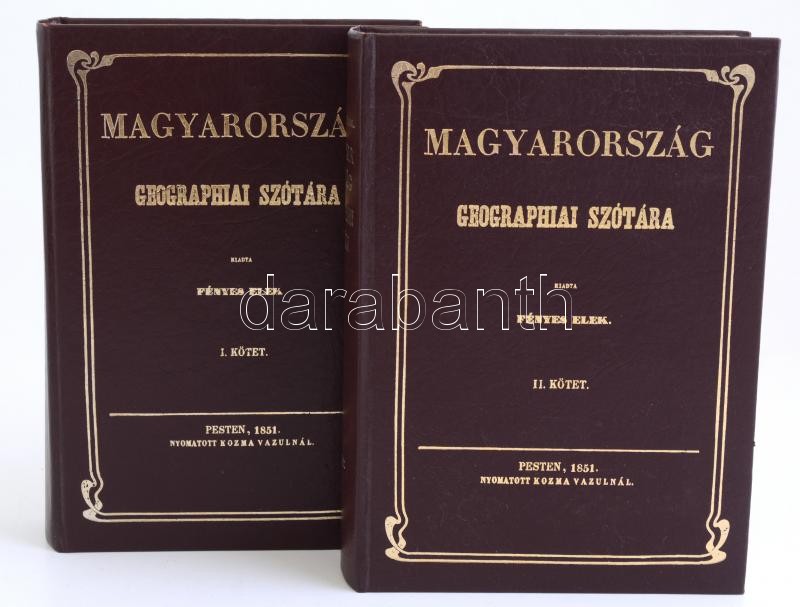 MAGYARORSZÁ
GEOGRAPHIAI SZÓTÁRA
KIADTA
FÉNYES ELEK
I. KÖTET.
PESTEN, 1851.
NYOMATOTT KOZMA VAZULNÁL.
MAGYARORSZÁG
GEOGRAPHIAI SZÓTÁRA
KIADTA
FÉNYES ELEK.
II. KÖTET.
PESTEN, 1851.
NYOMATOTT KOZMA VAZULNÁL.
darabanth